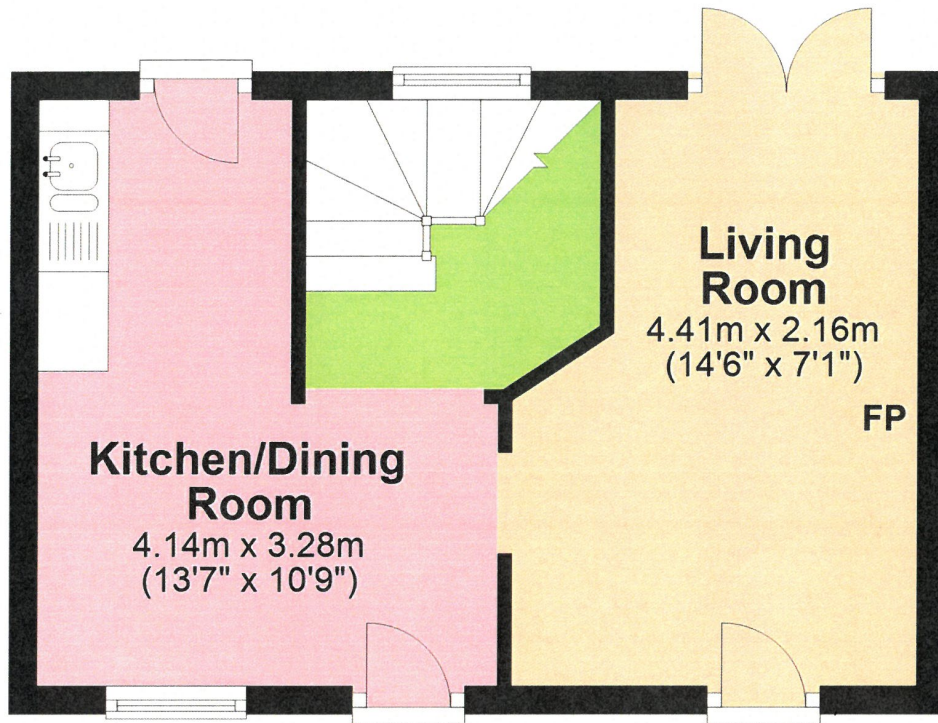 Living
Room
4.41m x 2.16m
(14'6" x 7'1")
FP
Kitchen/Dining
Room
4.14m x 3.28m
(13'7" x 10'9")